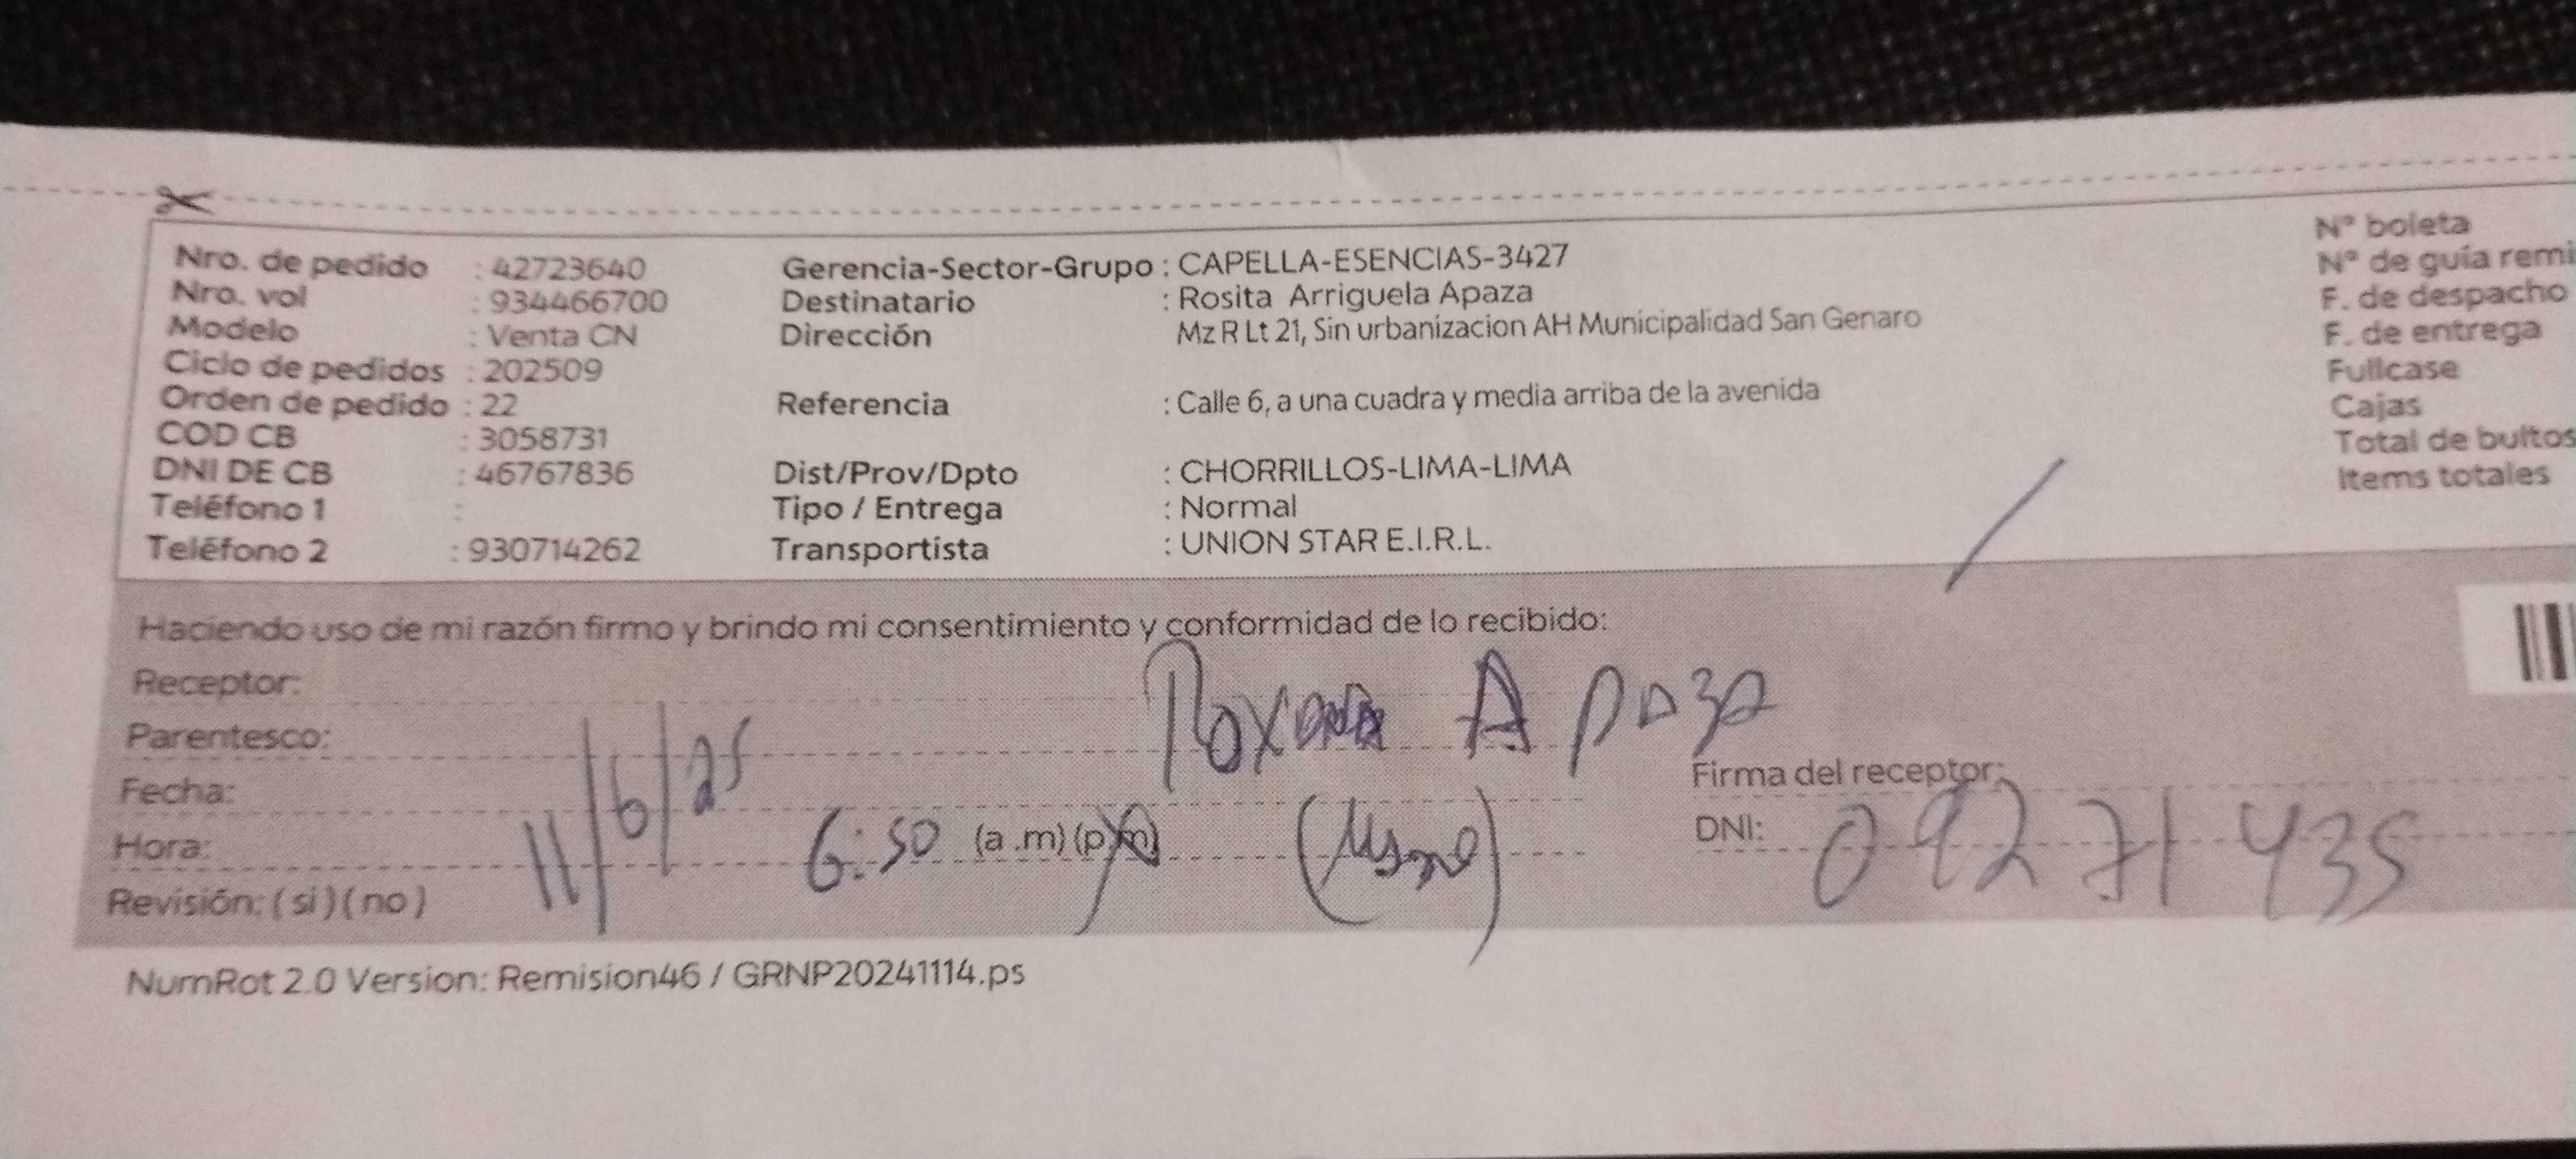 Nro. de pedido : 42723640 Gerencia-Sector-Grupo : CAPELLA-ESENCIAS-3427 N° boleta
Nro. vol : 934466700 Destinatario : Rosita Arriguela Apaza N° de guía remi
Modelo : Venta CN Dirección Mz R Lt 21, Sin urbanizacion AH Municipalidad San Genaro F. de despacho
Ciclo de pedidos : 202509 F. de entrega
Orden de pedido : 22 Referencia : Calle 6, a una cuadra y media arriba de la avenida Fullcase
COD CB : 3058731 Cajas
DNI DE CB : 46767836 Dist/Prov/Dpto : CHORRILLOS-LIMA-LIMA Total de bultos
Teléfono 1 : Tipo / Entrega : Normal Items totales
Teléfono 2 : 930714262 Transportista : UNION STAR E.I.R.L.
Haciendo uso de mi razón firmo y brindo mi consentimiento y conformidad de lo recibido:
Receptor: Roxana Apaza
Parentesco:
Fecha: 11/6/25 Firma del receptor:
Hora: 6:50 (a .m) (p.m) DNI: 09271435
Revisión: ( si ) ( no )
NumRot 2.0 Version: Remision46 / GRNP20241114.ps